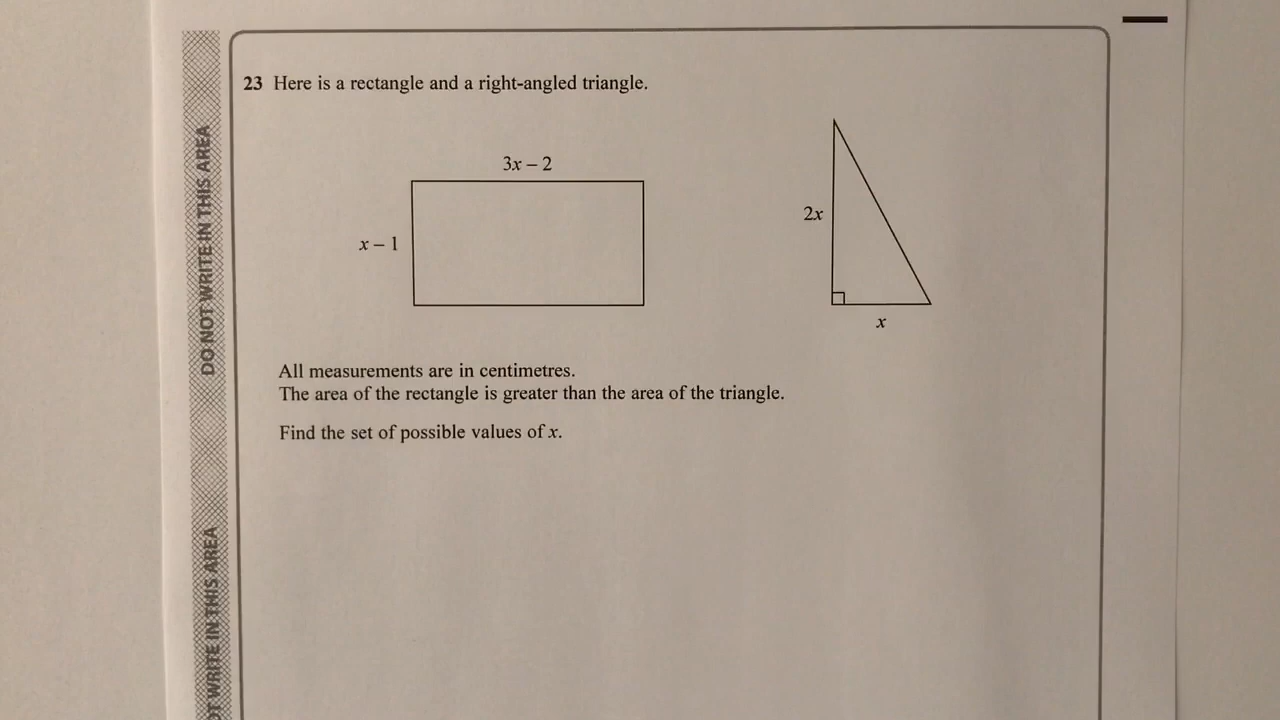 DO NOT WRITE IN THIS AREA
23 Here is a rectangle and a right-angled triangle.
3x – 2
x – 1
2x
x
All measurements are in centimetres.
The area of the rectangle is greater than the area of the triangle.
Find the set of possible values of x.
WRITE IN THIS AREA